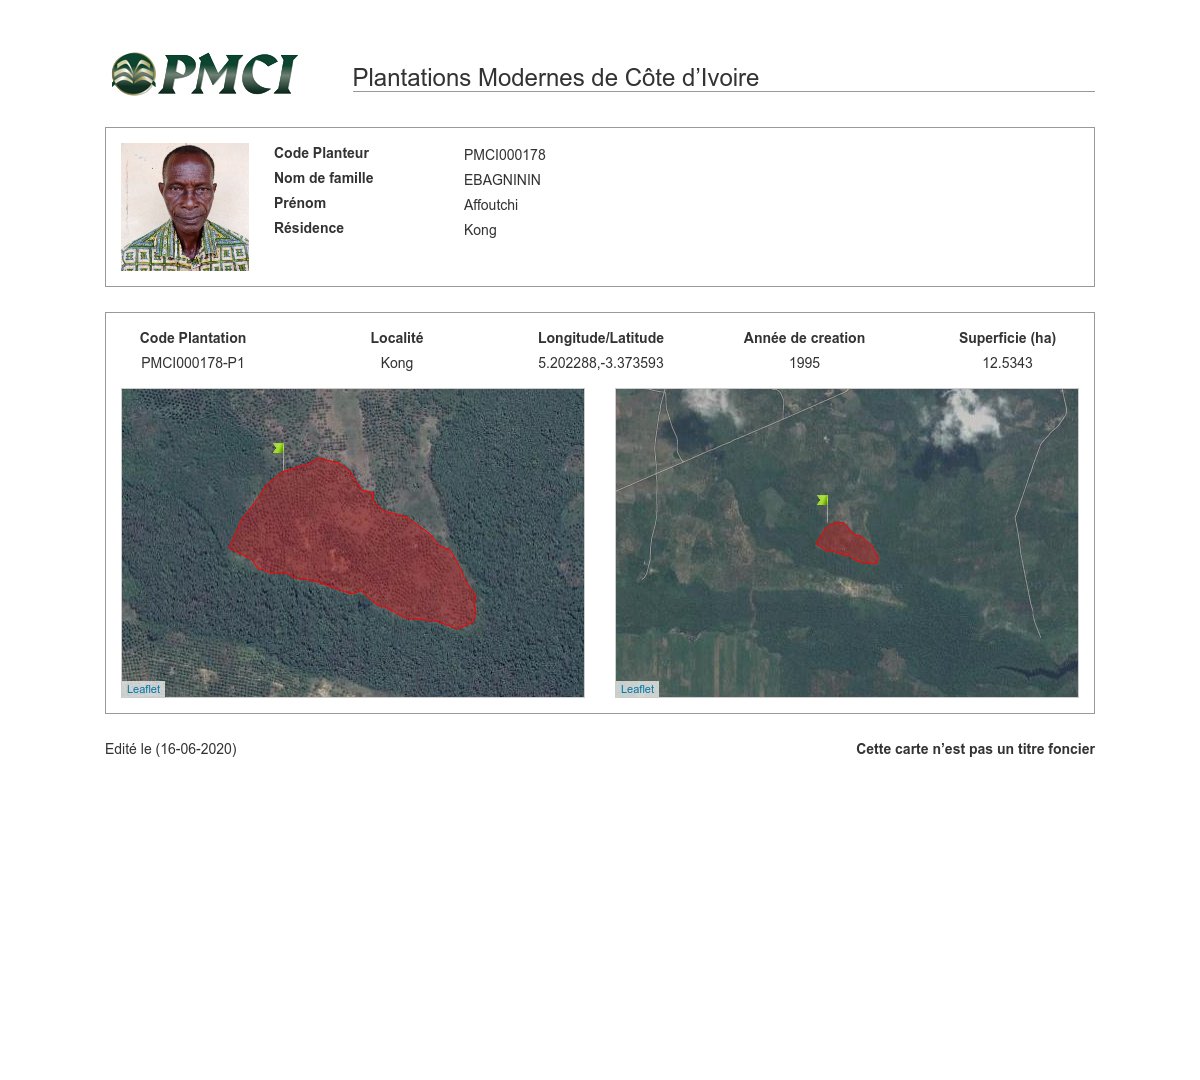 PMCI
Plantations Modernes de Côte d’Ivoire
Code Planteur PMCI000178
Nom de famille EBAGNININ
Prénom Affoutchi
Résidence Kong
Code Plantation Localité Longitude/Latitude Année de creation Superficie (ha)
PMCI000178-P1 Kong 5.202288,-3.373593 1995 12.5343
Leaflet Leaflet
Edité le (16-06-2020) Cette carte n’est pas un titre foncier